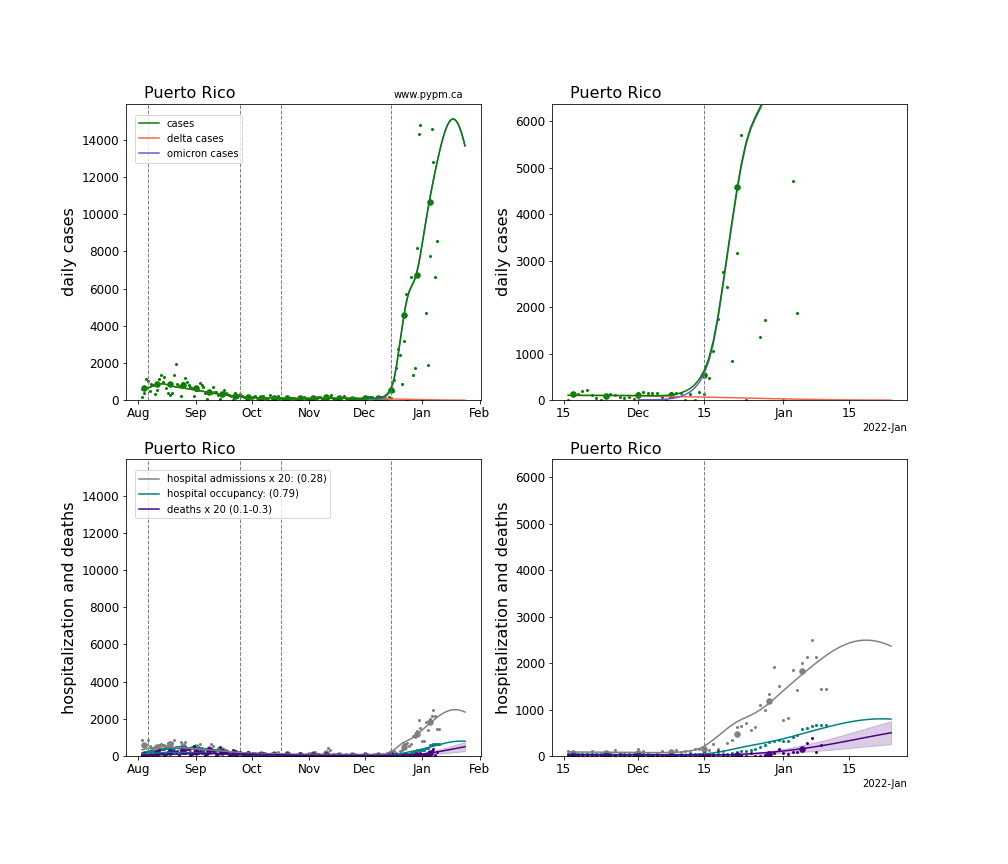 Puerto Rico
www.pypm.ca
Puerto Rico
daily cases
14000
12000
10000
8000
6000
4000
2000
0
cases
delta cases
omicron cases
Aug Sep Oct Nov Dec Jan Feb
daily cases
6000
5000
4000
3000
2000
1000
0
15 Dec 15 Jan 15
2022-Jan
Puerto Rico
Puerto Rico
hospitalization and deaths
14000
12000
10000
8000
6000
4000
2000
0
hospital admissions x 20: (0.28)
hospital occupancy: (0.79)
deaths x 20 (0.1-0.3)
Aug Sep Oct Nov Dec Jan Feb
hospitalization and deaths
6000
5000
4000
3000
2000
1000
0
15 Dec 15 Jan 15
2022-Jan